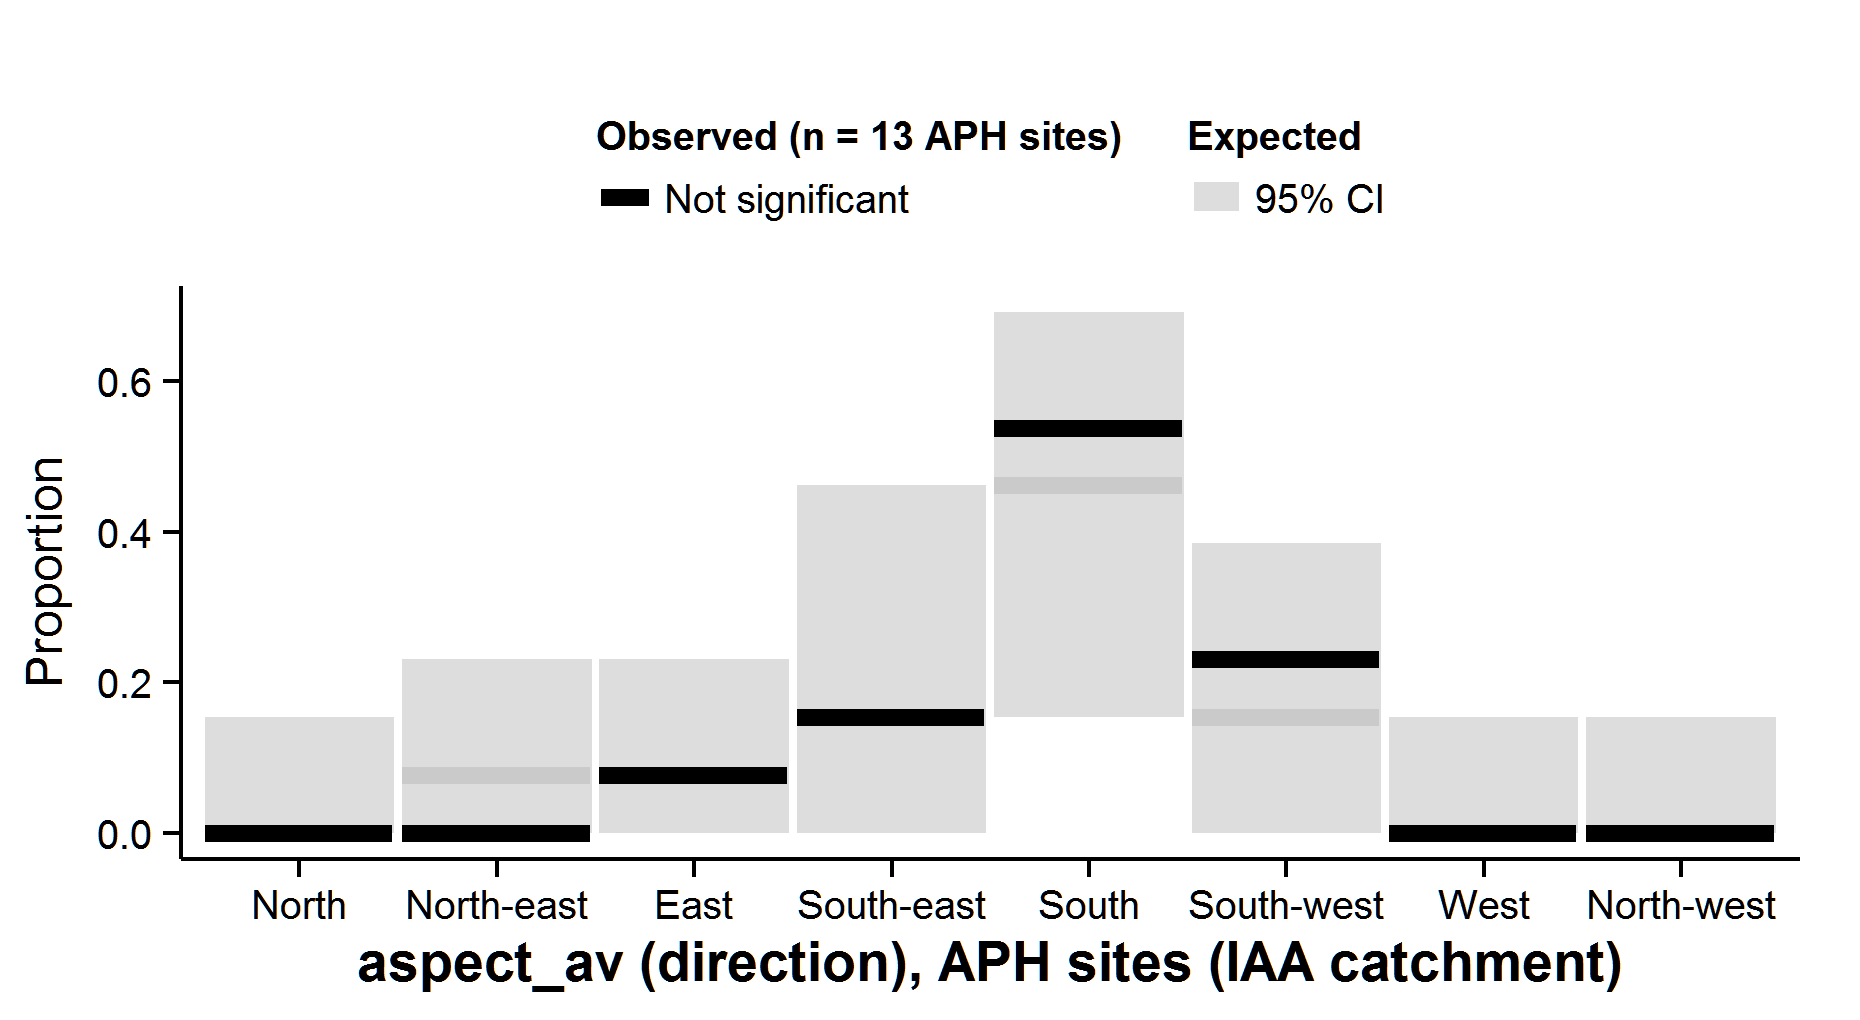 Observed (n = 13 APH sites) Expected
Not significant 95% CI
0.6
0.4
0.2
0.0
Proportion
North North-east East South-east South South-west West North-west
aspect_av (direction), APH sites (IAA catchment)